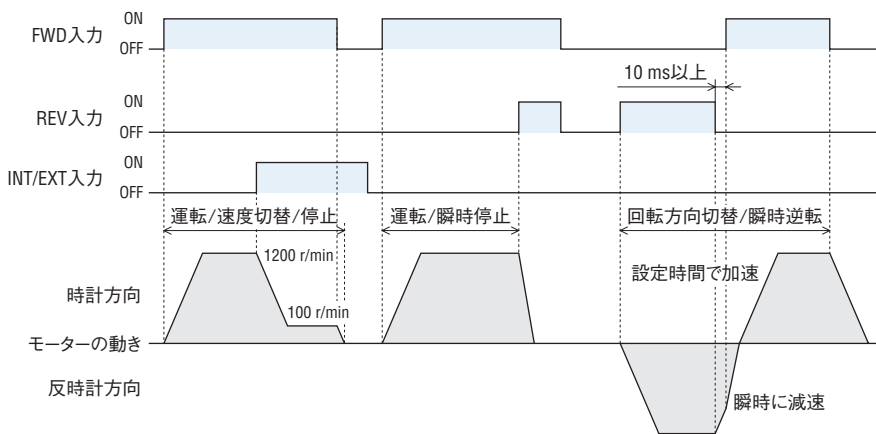 ON
FWD入力
OFF
10 ms以上
ON
REV入力
OFF
ON
INT/EXT入力
OFF
運転/速度切替/停止
運転/瞬時停止
回転方向切替/瞬時逆転
1200 r/min
設定時間で加速
時計方向
100 r/min
モーターの動き
反時計方向
瞬時に減速